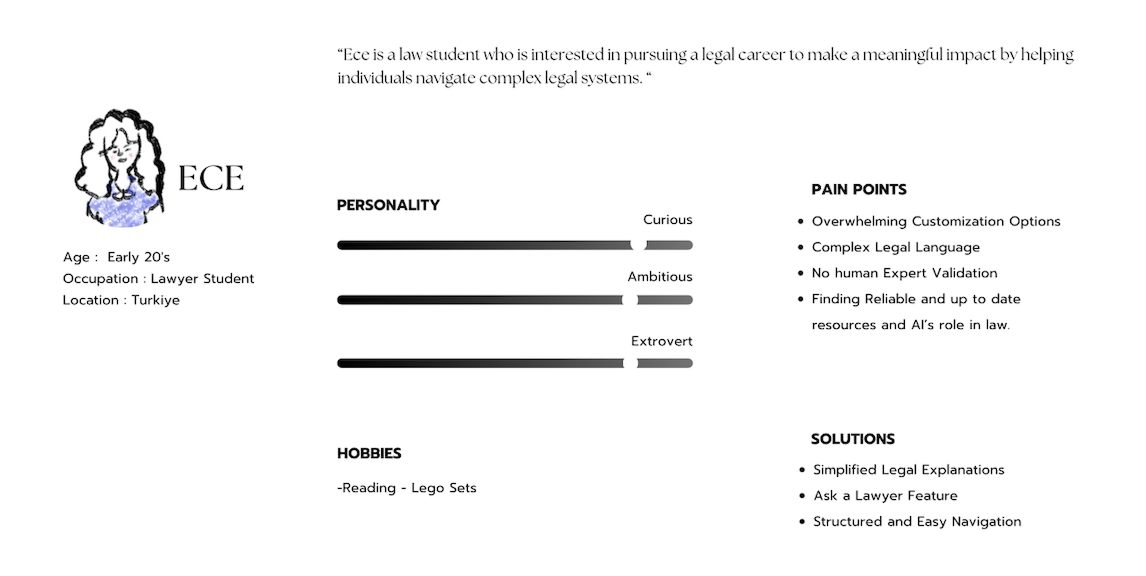 “Ece is a law student who is interested in pursuing a legal career to make a meaningful impact by helping
individuals navigate complex legal systems. “
ECE
Age :  Early 20's
Occupation : Lawyer Student
Location : Turkiye
PERSONALITY
Curious
Ambitious
Extrovert
HOBBIES
-Reading - Lego Sets
PAIN POINTS
• Overwhelming Customization Options
• Complex Legal Language
• No human Expert Validation
• Finding Reliable and up to date
resources and AI’s role in law.
SOLUTIONS
• Simplified Legal Explanations
• Ask a Lawyer Feature
• Structured and Easy Navigation